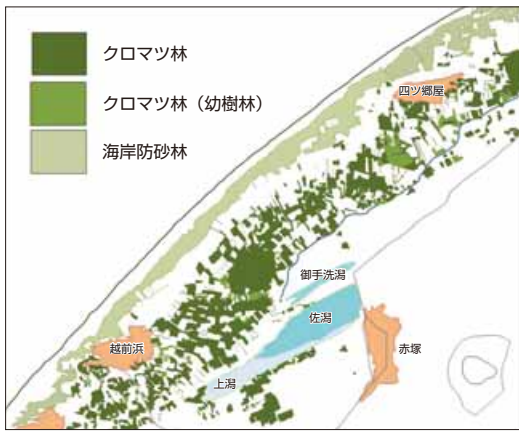 クロマツ林
クロマツ林（幼樹林）
海岸防砂林
四ツ郷屋
御手洗潟
佐潟
赤塚
越前浜
上潟